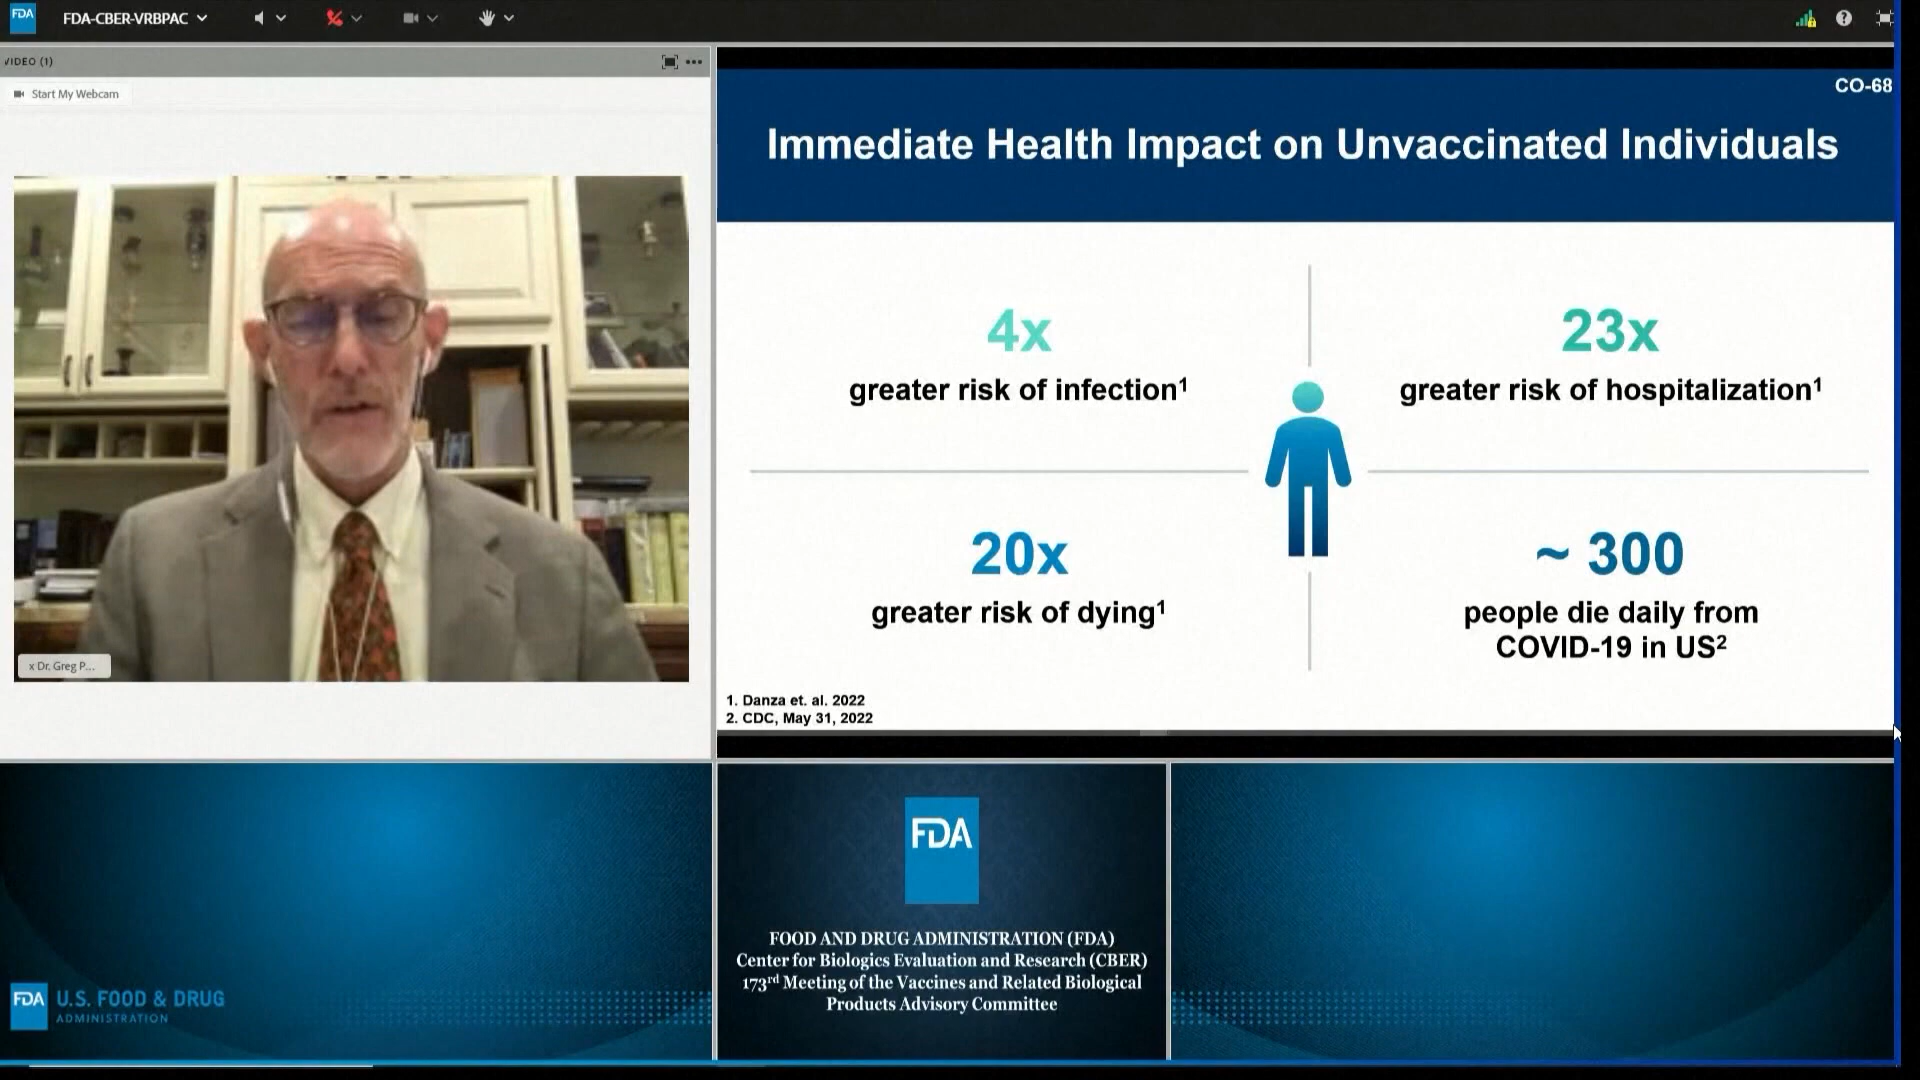 FDA
FDA-CBER-VRBPAC
VIDEO (1)
Start My Webcam
x Dr. Greg P...
CO-68
Immediate Health Impact on Unvaccinated Individuals
4x
greater risk of infection¹
23x
greater risk of hospitalization¹
20x
greater risk of dying¹
~ 300
people die daily from
COVID-19 in US²
1. Danza et. al. 2022
2. CDC, May 31, 2022
FDA
FOOD AND DRUG ADMINISTRATION (FDA)
Center for Biologics Evaluation and Research (CBER)
173rd Meeting of the Vaccines and Related Biological
Products Advisory Committee
FDA U.S. FOOD & DRUG
ADMINISTRATION